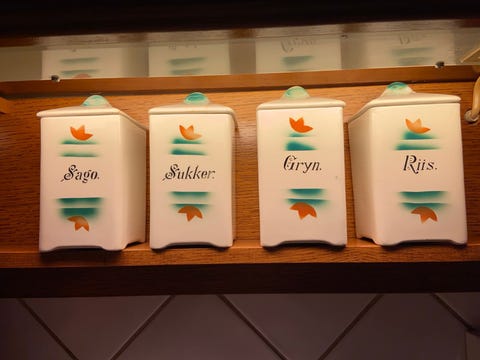 Sago.
Sukker.
Gryn.
Riis.